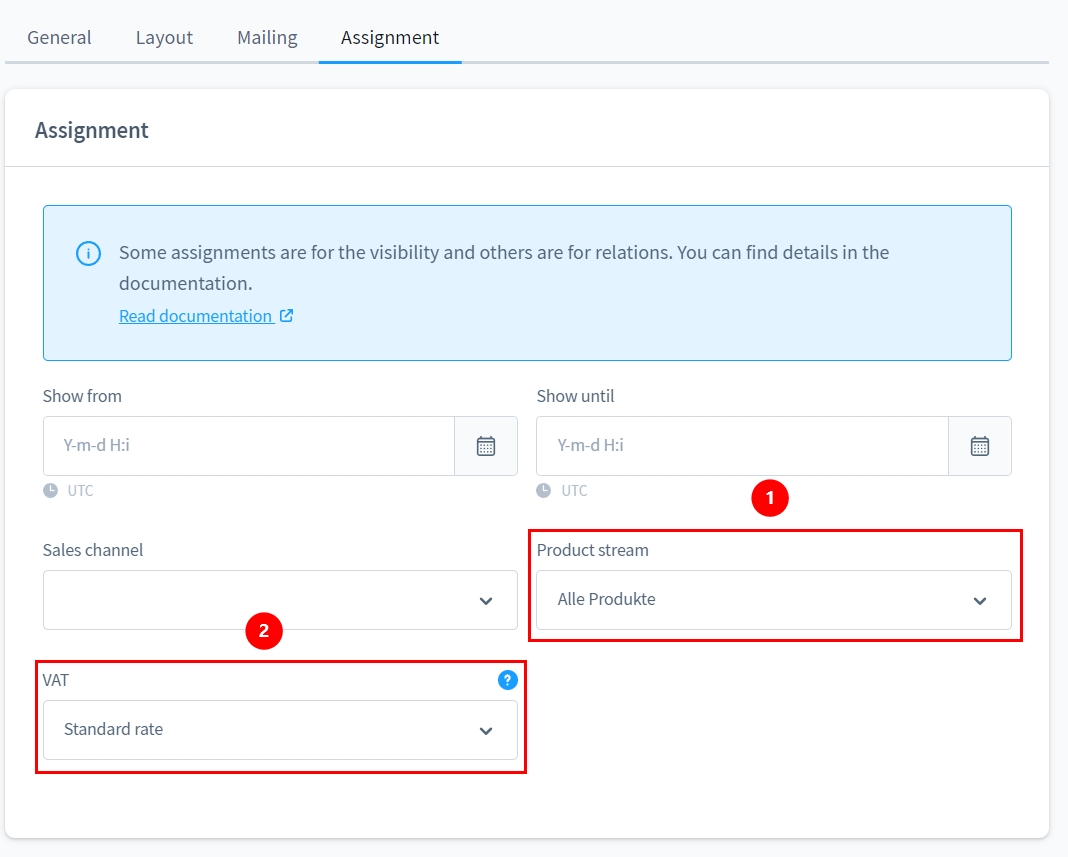 General Layout Mailing Assignment
Assignment
Some assignments are for the visibility and others are for relations. You can find details in the
documentation.
Read documentation
Show from Show until
Y-m-d H:i Y-m-d H:i
UTC UTC
1
Sales channel Product stream
Alle Produkte
2
VAT ?
Standard rate